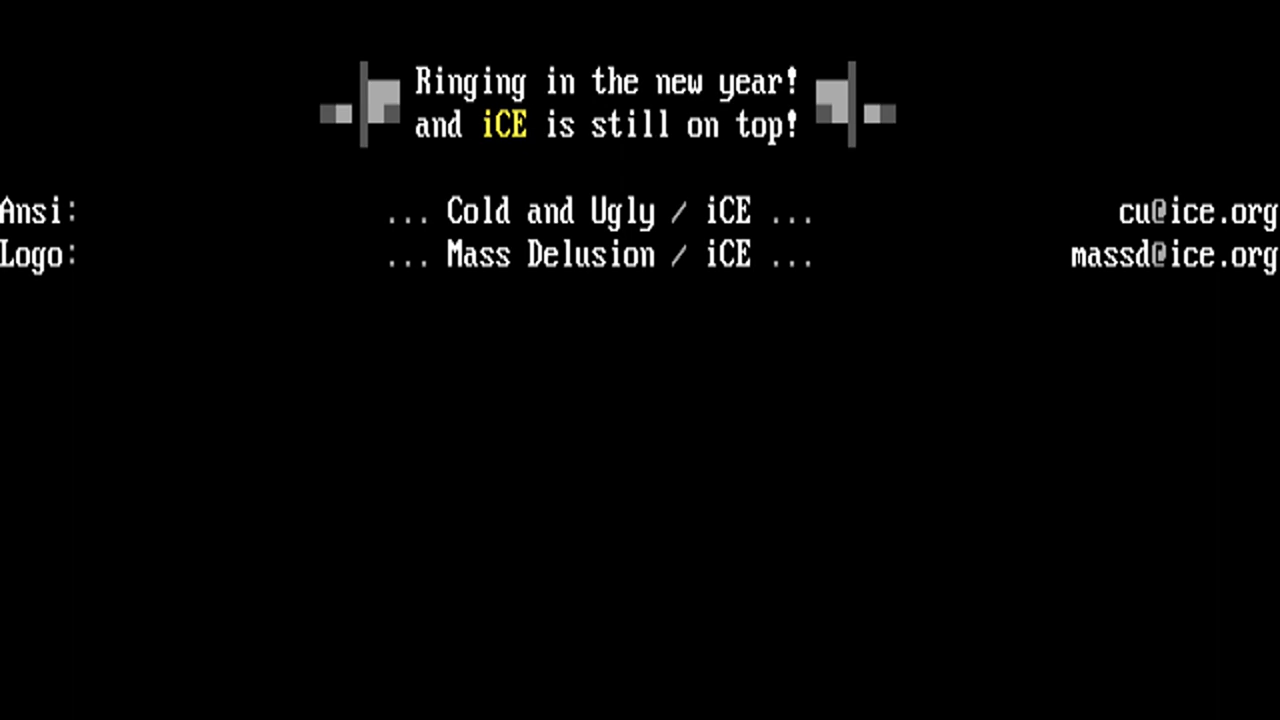 Ringing in the new year!
and iCE is still on top!
Ansi: ... Cold and Ugly / iCE ... cu@ice.org
Logo: ... Mass Delusion / iCE ... massd@ice.org